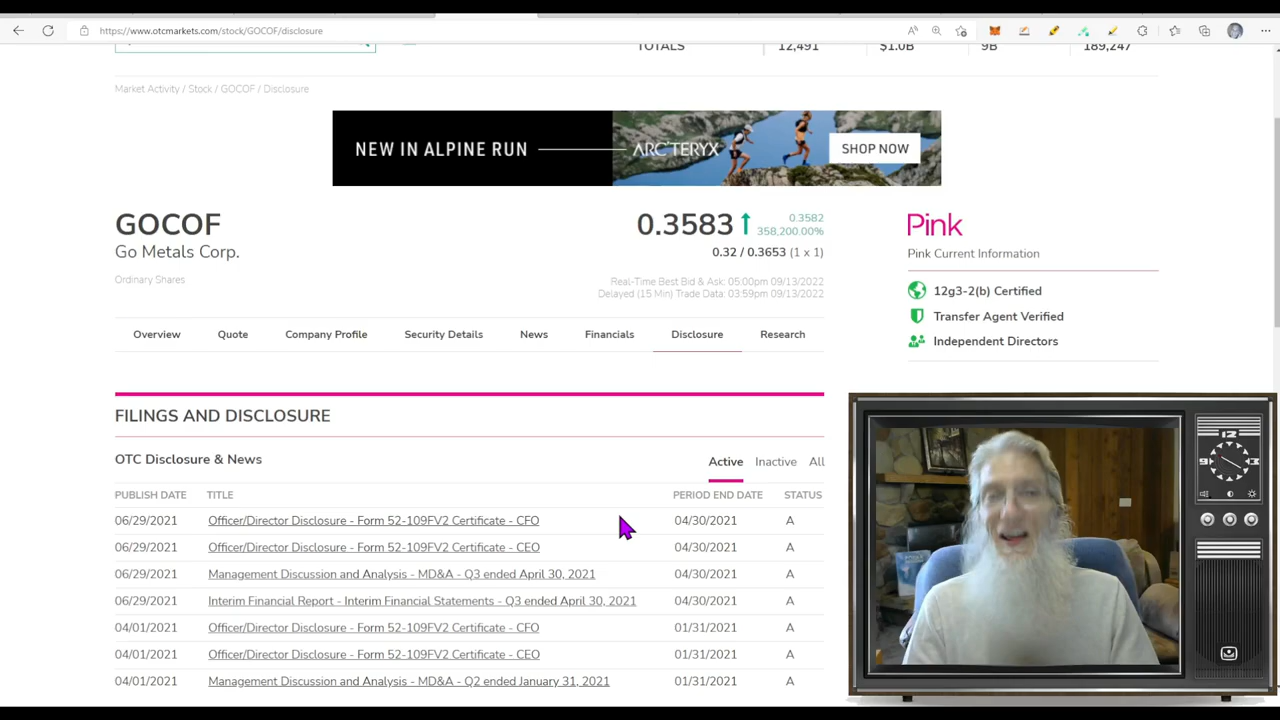 https://www.otcmarkets.com/stock/GOCOF/disclosure
TOTALS 12,491 $1.0B 9B 189,247
Market Activity / Stock / GOCOF / Disclosure
NEW IN ALPINE RUN ARC'TERYX SHOP NOW
GOCOF
Go Metals Corp.
Ordinary Shares
0.3583 0.3582
358,200.00%
0.32 / 0.3653 (1 x 1)
Real-Time Best Bid & Ask: 05:00pm 09/13/2022
Delayed (15 Min) Trade Data: 03:59pm 09/13/2022
Pink
Pink Current Information
12g3-2(b) Certified
Transfer Agent Verified
Independent Directors
Overview Quote Company Profile Security Details News Financials Disclosure Research
FILINGS AND DISCLOSURE
OTC Disclosure & News Active Inactive All
PUBLISH DATE TITLE PERIOD END DATE STATUS
06/29/2021 Officer/Director Disclosure - Form 52-109FV2 Certificate - CFO 04/30/2021 A
06/29/2021 Officer/Director Disclosure - Form 52-109FV2 Certificate - CEO 04/30/2021 A
06/29/2021 Management Discussion and Analysis - MD&A - Q3 ended April 30, 2021 04/30/2021 A
06/29/2021 Interim Financial Report - Interim Financial Statements - Q3 ended April 30, 2021 04/30/2021 A
04/01/2021 Officer/Director Disclosure - Form 52-109FV2 Certificate - CFO 01/31/2021 A
04/01/2021 Officer/Director Disclosure - Form 52-109FV2 Certificate - CEO 01/31/2021 A
04/01/2021 Management Discussion and Analysis - MD&A - Q2 ended January 31, 2021 01/31/2021 A
12
9 3